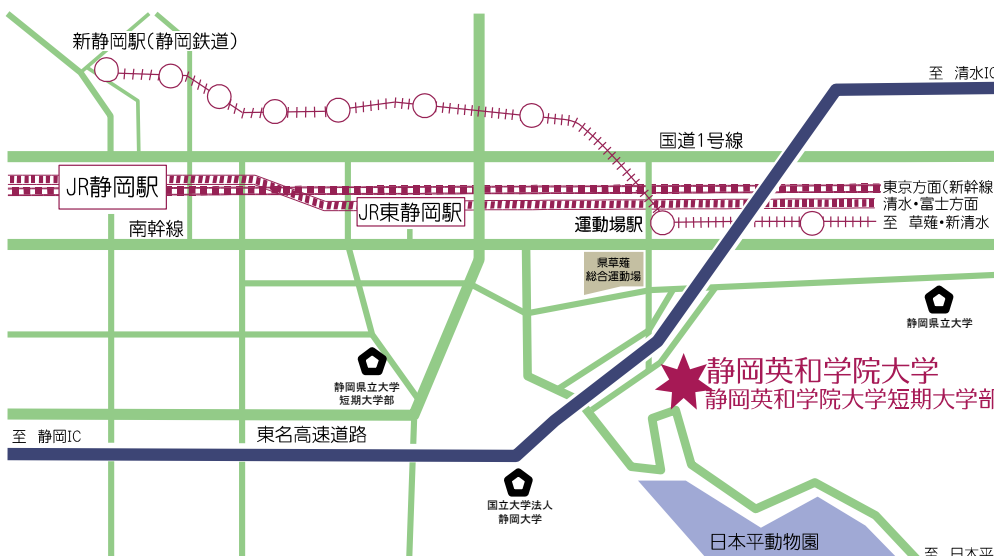 新静岡駅(静岡鉄道)
至 清水IC
国道1号線
JR静岡駅
東京方面(新幹線
清水・富士方面
JR東静岡駅
運動場駅
至 草薙・新清水
南幹線
県草薙
総合運動場
静岡県立大学
静岡県立大学
短期大学部
静岡英和学院大学
静岡英和学院大学短期大学部
至 静岡IC
東名高速道路
国立大学法人
静岡大学
日本平動物園
至 日本平